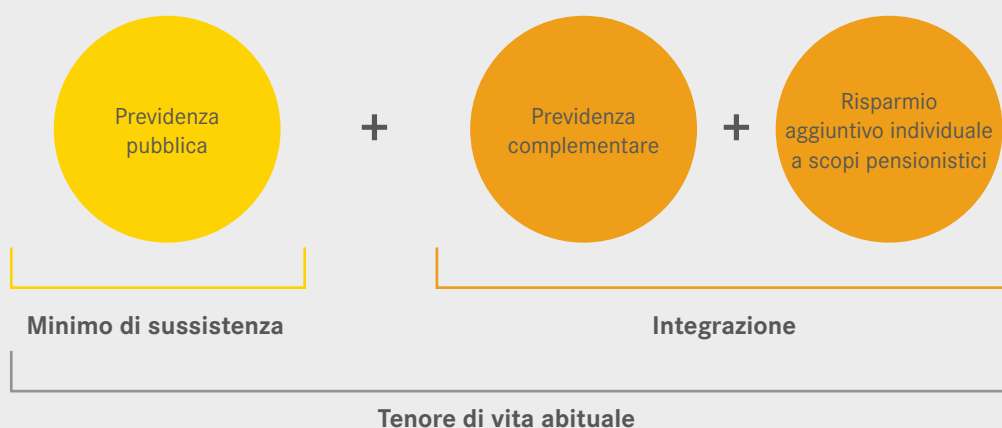 Previdenza
pubblica
+
Previdenza
complementare
+
Risparmio
aggiuntivo individuale
a scopi pensionistici
Minimo di sussistenza
Integrazione
Tenore di vita abituale